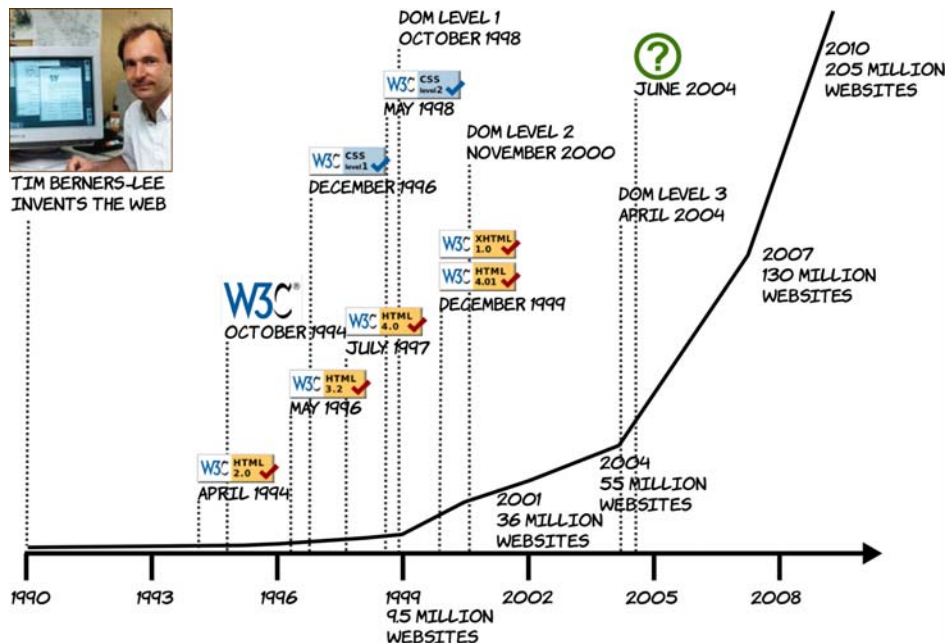 DOM LEVEL 1
OCTOBER 1998
W3C CSS level2
MAY 1998
?
JUNE 2004
2010
205 MILLION
WEBSITES
DOM LEVEL 2
NOVEMBER 2000
W3C CSS level1
DECEMBER 1996
TIM BERNERS-LEE
INVENTS THE WEB
DOM LEVEL 3
APRIL 2004
W3C XHTML 1.0
W3C HTML 4.01
DECEMBER 1999
2007
130 MILLION
WEBSITES
W3C®
OCTOBER 1994
W3C HTML 4.0
JULY 1997
W3C HTML 3.2
MAY 1996
W3C HTML 2.0
APRIL 1994
2004
55 MILLION
WEBSITES
2001
36 MILLION
WEBSITES
1990 1993 1996 1999 2002 2005 2008
9.5 MILLION
WEBSITES